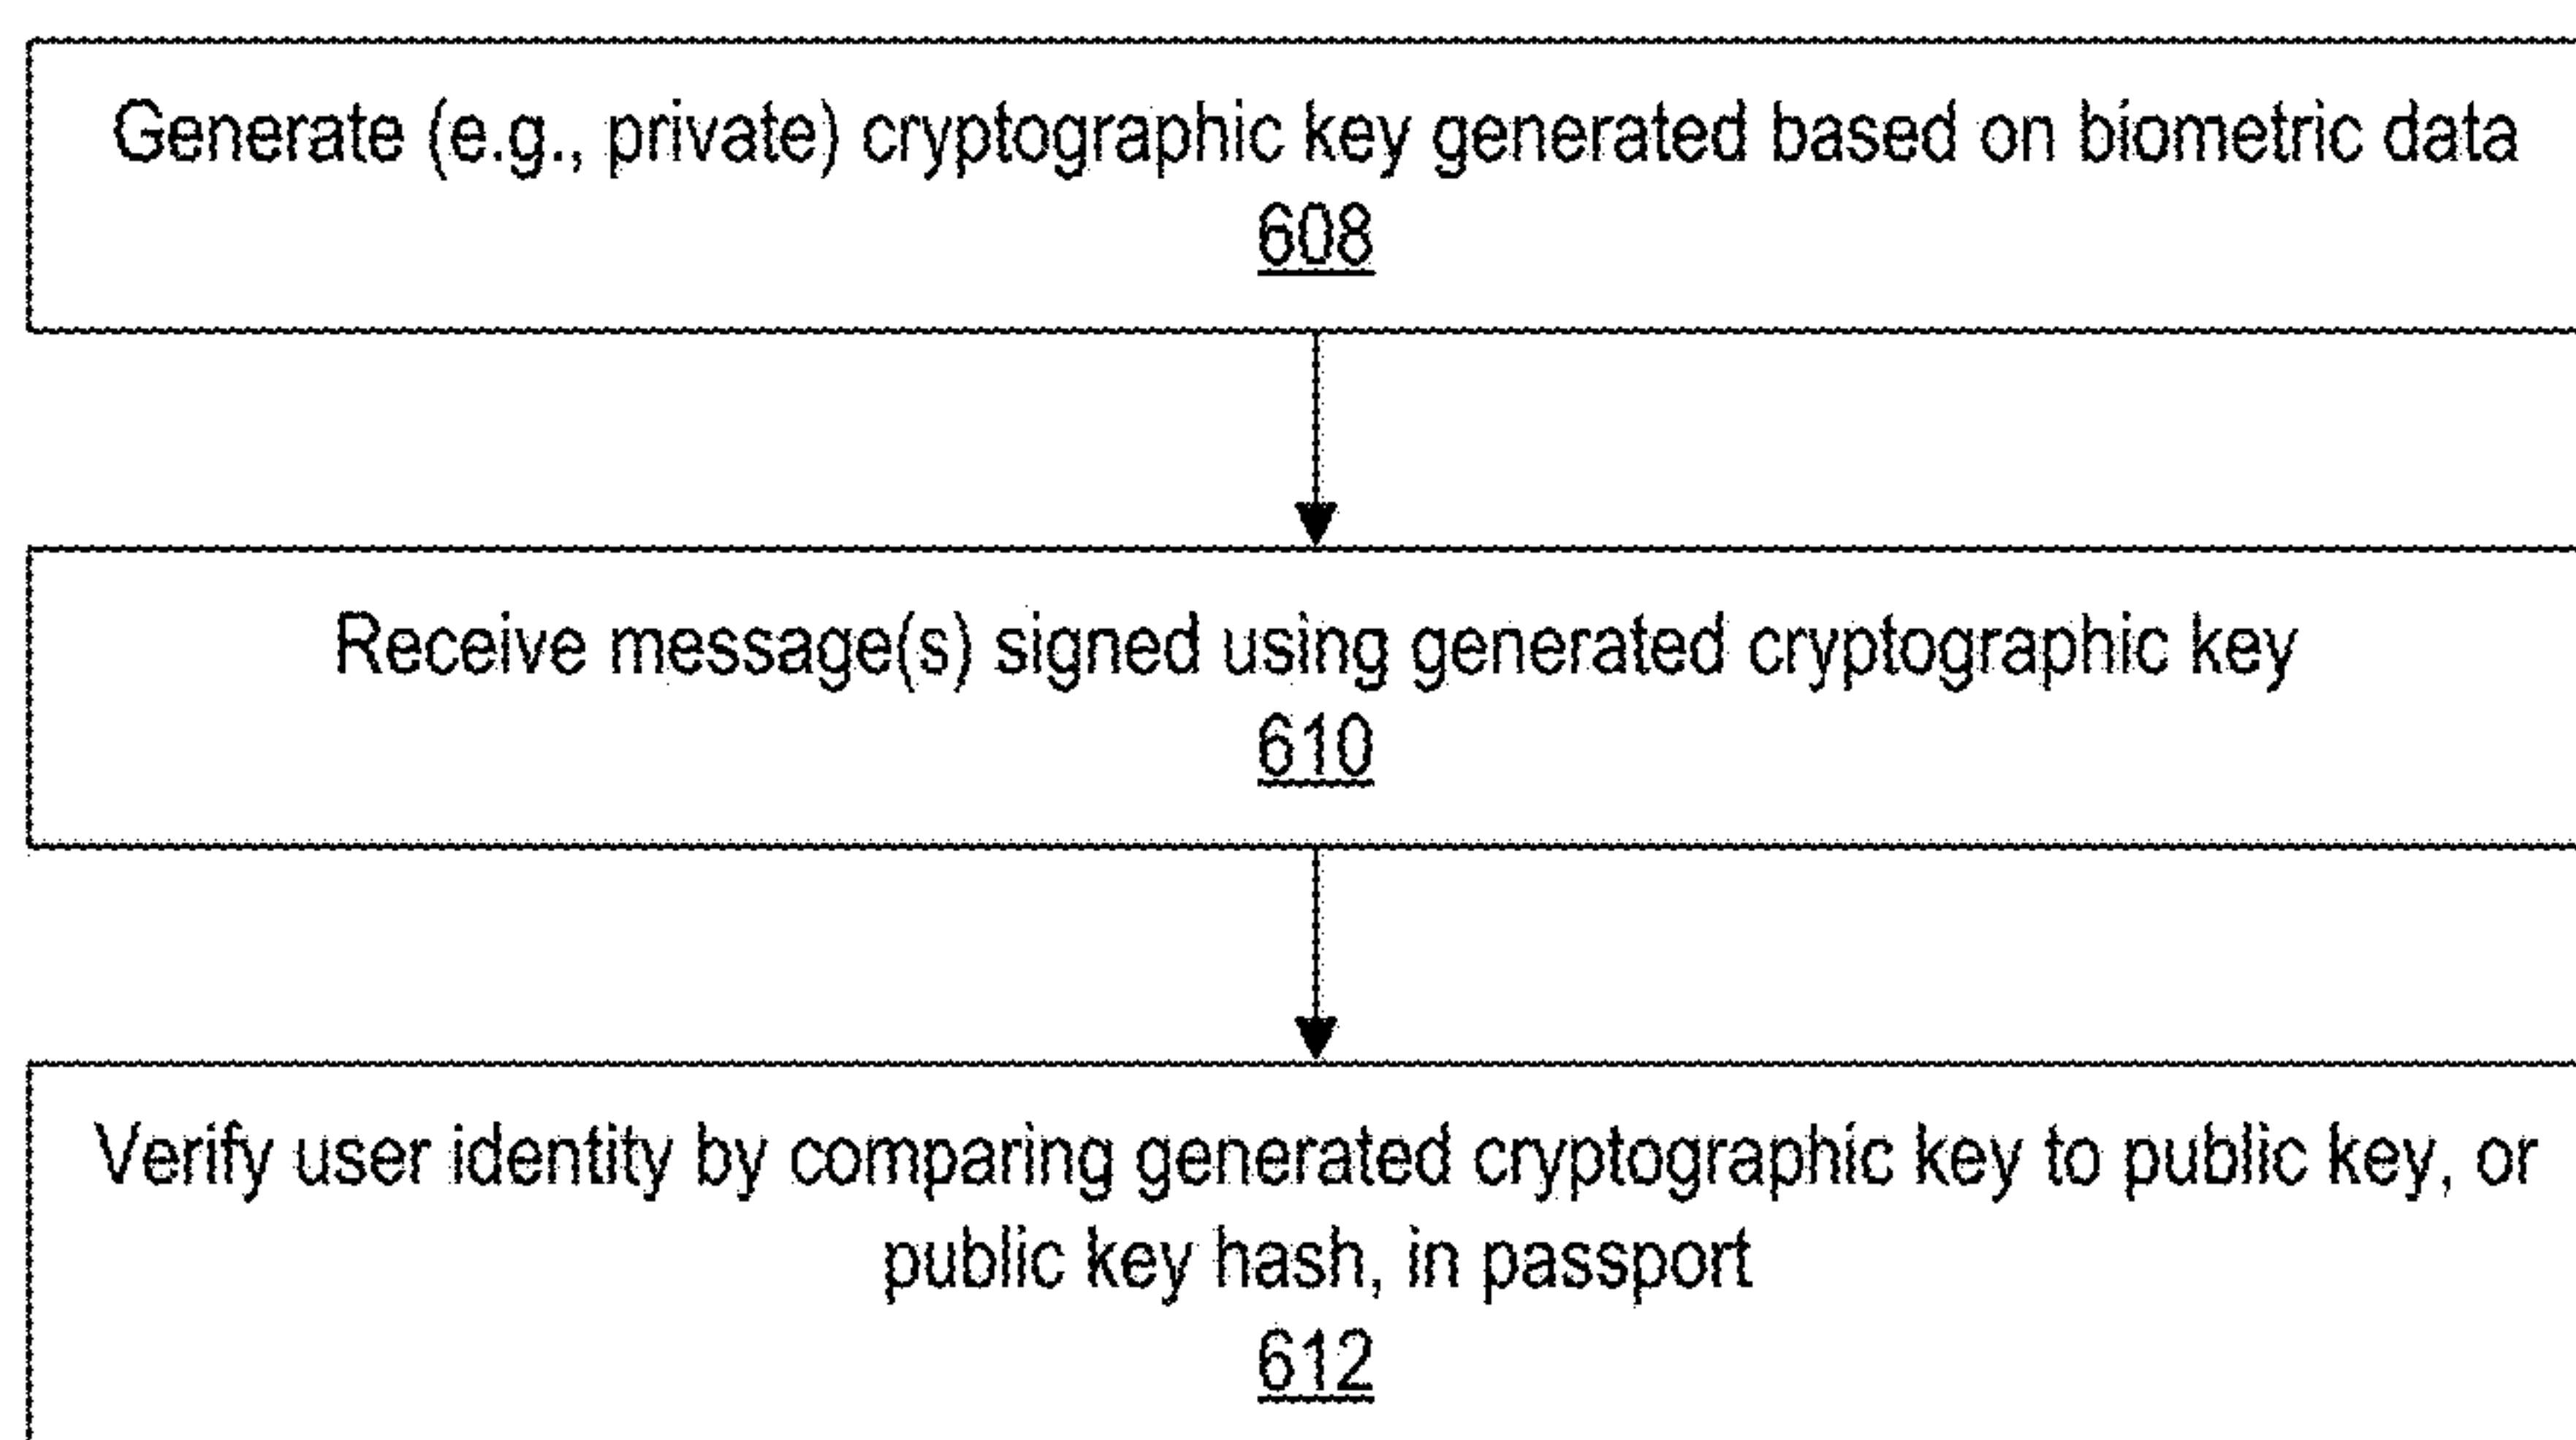 Generate (e.g., private) cryptographic key generated based on biometric data
608
Receive message(s) signed using generated cryptographic key
610
Verify user identity by comparing generated cryptographic key to public key, or
public key hash, in passport
612